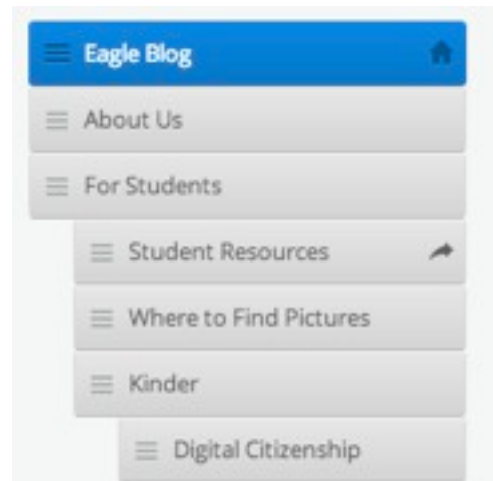 Eagle Blog
About Us
For Students
Student Resources
Where to Find Pictures
Kinder
Digital Citizenship